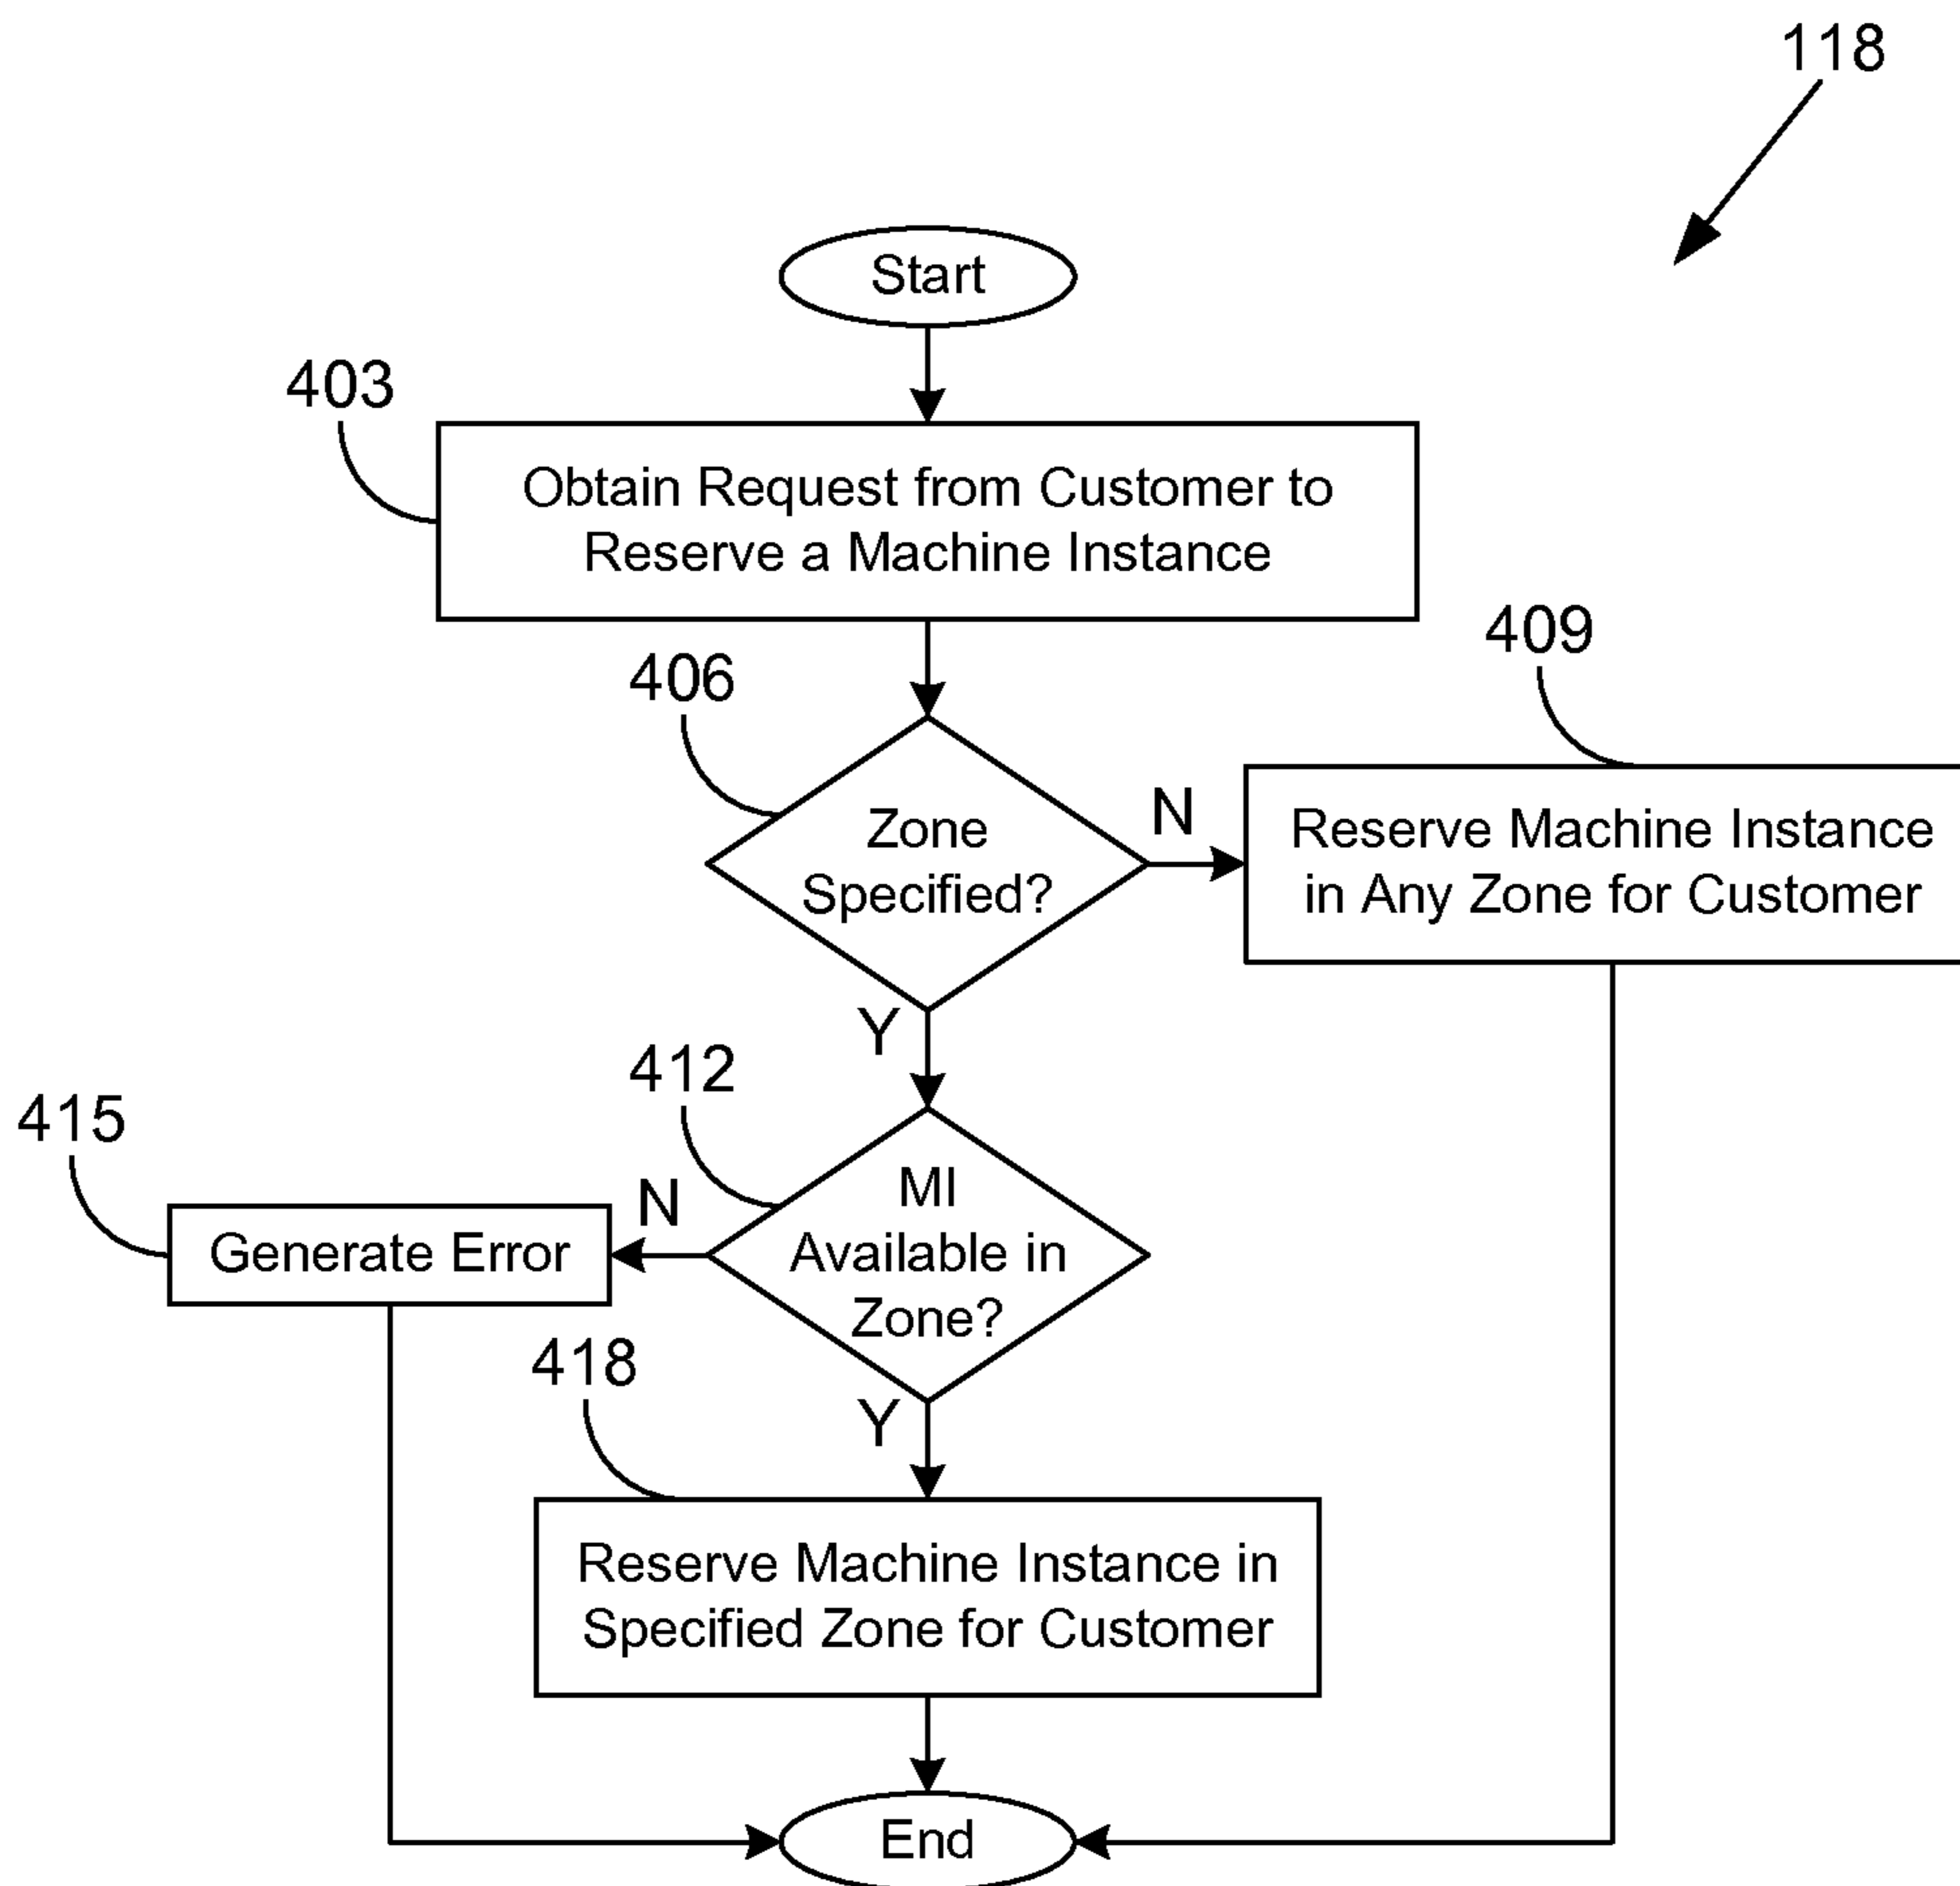 118
Start
403
Obtain Request from Customer to
Reserve a Machine Instance
409
406
Zone
Specified?
N
Reserve Machine Instance
in Any Zone for Customer
Y
412
415
MI
Available in
Zone?
N
Generate Error
418
Y
Reserve Machine Instance in
Specified Zone for Customer
End